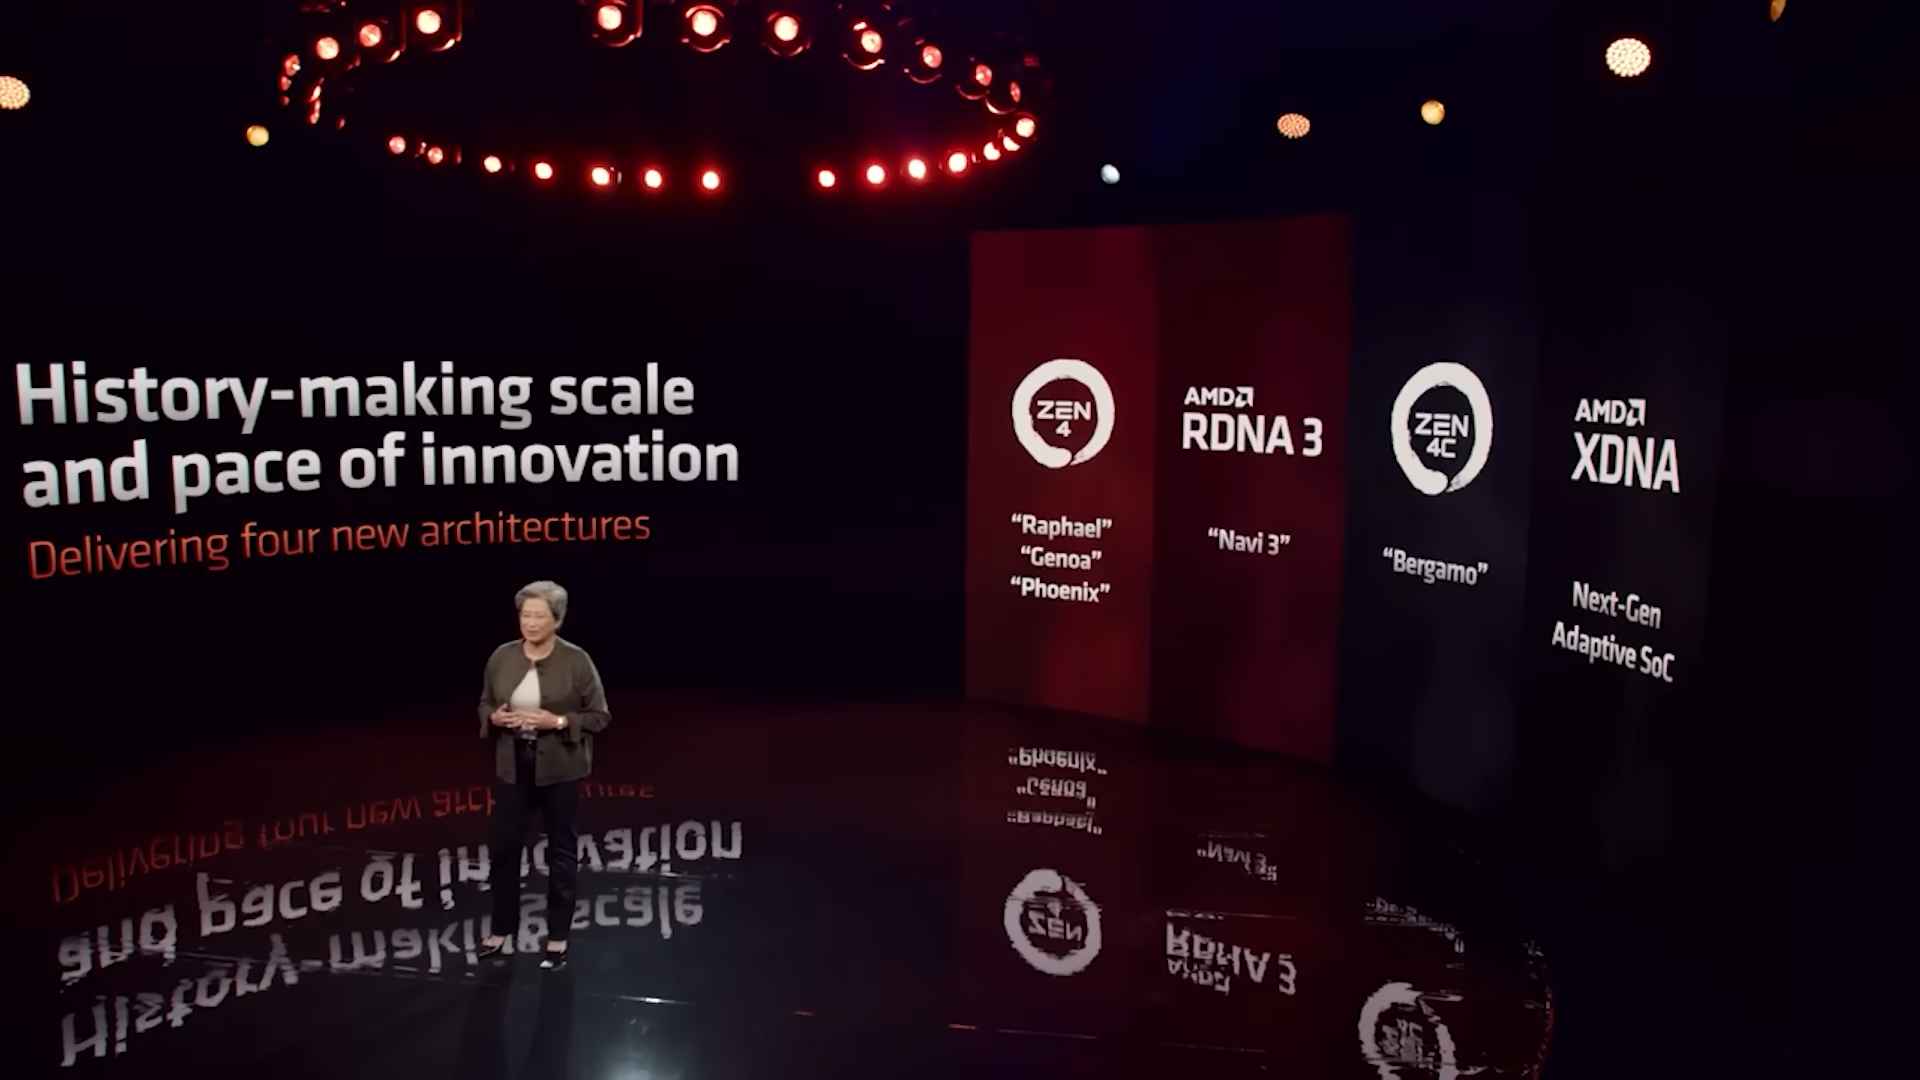 History-making scale
and pace of innovation
Delivering four new architectures
ZEN
4
"Raphael"
"Genoa"
"Phoenix"
AMD
RDNA 3
"Navi 3"
ZEN
4C
"Bergamo"
AMD
XDNA
Next-Gen
Adaptive SoC